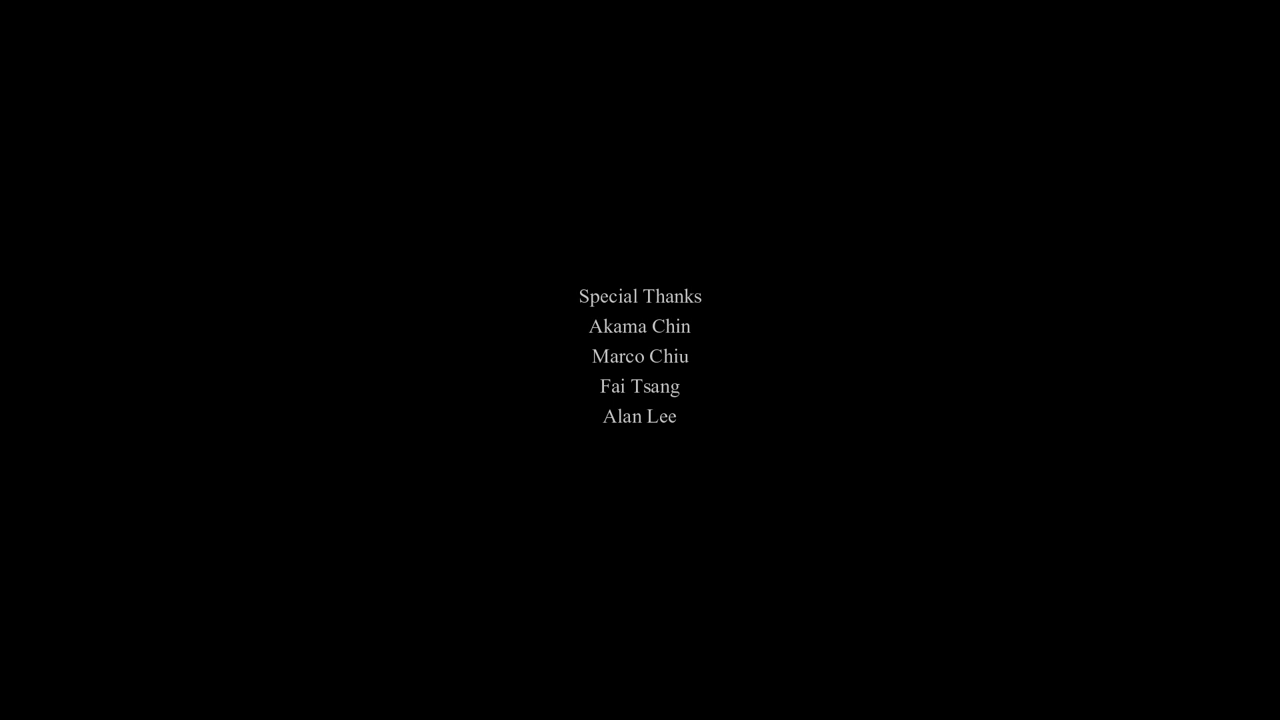 Special Thanks
Akama Chin
Marco Chiu
Fai Tsang
Alan Lee